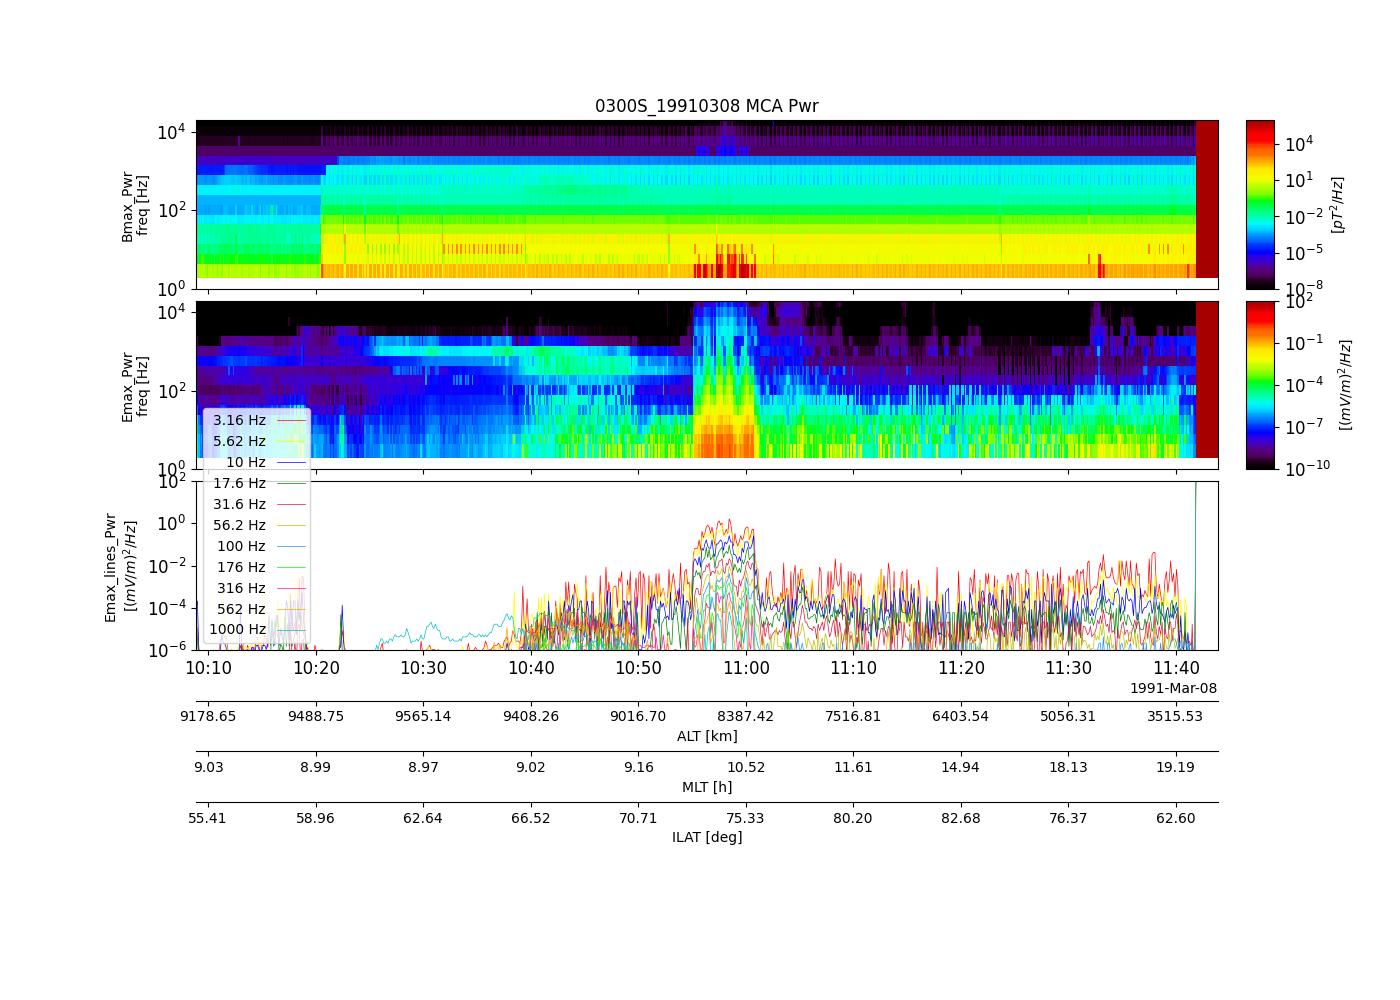 0300S_19910308 MCA Pwr
10^4
10^2
10^0
Bmax_Pwr
freq [Hz]
10^4
10^1
10^-2
10^-5
10^-8
[pT^2/Hz]
10^4
10^2
10^0
Emax_Pwr
freq [Hz]
10^2
10^-1
10^-4
10^-7
10^-10
[(mV/m)^2/Hz]
3.16 Hz
5.62 Hz
10 Hz
17.6 Hz
31.6 Hz
56.2 Hz
100 Hz
176 Hz
316 Hz
562 Hz
1000 Hz
10^2
10^0
10^-2
10^-4
10^-6
Emax_lines_Pwr
[(mV/m)^2/Hz]
10:10 10:20 10:30 10:40 10:50 11:00 11:10 11:20 11:30 11:40
1991-Mar-08
9178.65 9488.75 9565.14 9408.26 9016.70 8387.42 7516.81 6403.54 5056.31 3515.53
ALT [km]
9.03 8.99 8.97 9.02 9.16 10.52 11.61 14.94 18.13 19.19
MLT [h]
55.41 58.96 62.64 66.52 70.71 75.33 80.20 82.68 76.37 62.60
ILAT [deg]